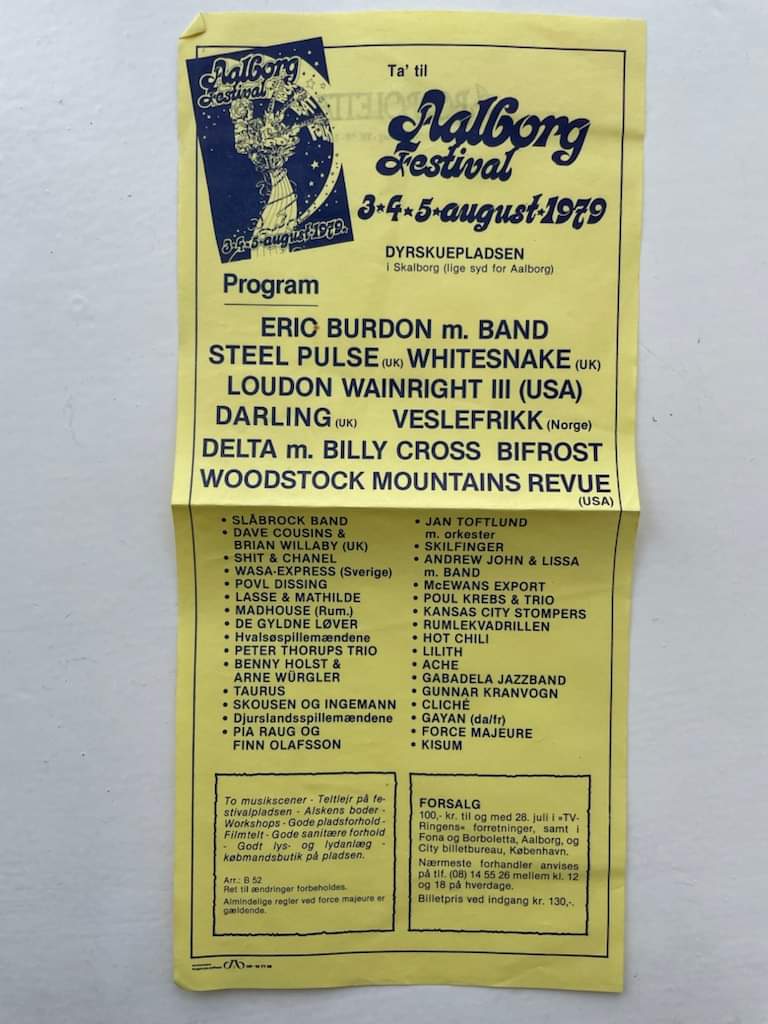 Aalborg
Festival
3·4·5·august·1979.
Ta' til
Aalborg
Festival
3★4★5★august★1979
DYRSKUEPLADSEN
i Skalborg (lige syd for Aalborg)
Program
ERIC BURDON m. BAND
STEEL PULSE (UK) WHITESNAKE (UK)
LOUDON WAINRIGHT III (USA)
DARLING (UK) VESLEFRIKK (Norge)
DELTA m. BILLY CROSS BIFROST
WOODSTOCK MOUNTAINS REVUE
(USA)
• SLÅBROCK BAND
• DAVE COUSINS &
BRIAN WILLABY (UK)
• SHIT & CHANEL
• WASA-EXPRESS (Sverige)
• POVL DISSING
• LASSE & MATHILDE
• MADHOUSE (Rum.)
• DE GYLDNE LØVER
• Hvalsøspillemændene
• PETER THORUPS TRIO
• BENNY HOLST &
ARNE WÜRGLER
• TAURUS
• SKOUSEN OG INGEMANN
• Djurslandsspillemændene
• PIA RAUG OG
FINN OLAFSSON
• JAN TOFTLUND
m. orkester
• SKILFINGER
• ANDREW JOHN & LISSA
m. BAND
• McEWANS EXPORT
• POUL KREBS & TRIO
• KANSAS CITY STOMPERS
• RUMLEKVADRILLEN
• HOT CHILI
• LILITH
• ACHE
• GABADELA JAZZBAND
• GUNNAR KRANVOGN
• CLICHÉ
• GAYAN (da/fr)
• FORCE MAJEURE
• KISUM
To musikscener - Teltlejr på fe-
stivalpladsen - Alskens boder -
Workshops - Gode pladsforhold -
Filmtelt - Gode sanitære forhold
- Godt lys- og lydanlæg -
købmandsbutik på pladsen.
Arr.: B 52
Ret til ændringer forbeholdes.
Almindelige regler ved force majeure er
gældende.
FORSALG
100,- kr. til og med 28. juli i »TV-
Ringens« forretninger, samt i
Fona og Borboletta, Aalborg, og
City billetbureau, København.
Nærmeste forhandler anvises
på tlf. (08) 14 55 26 mellem kl. 12
og 18 på hverdage.
Billetpris ved indgang kr. 130,-.